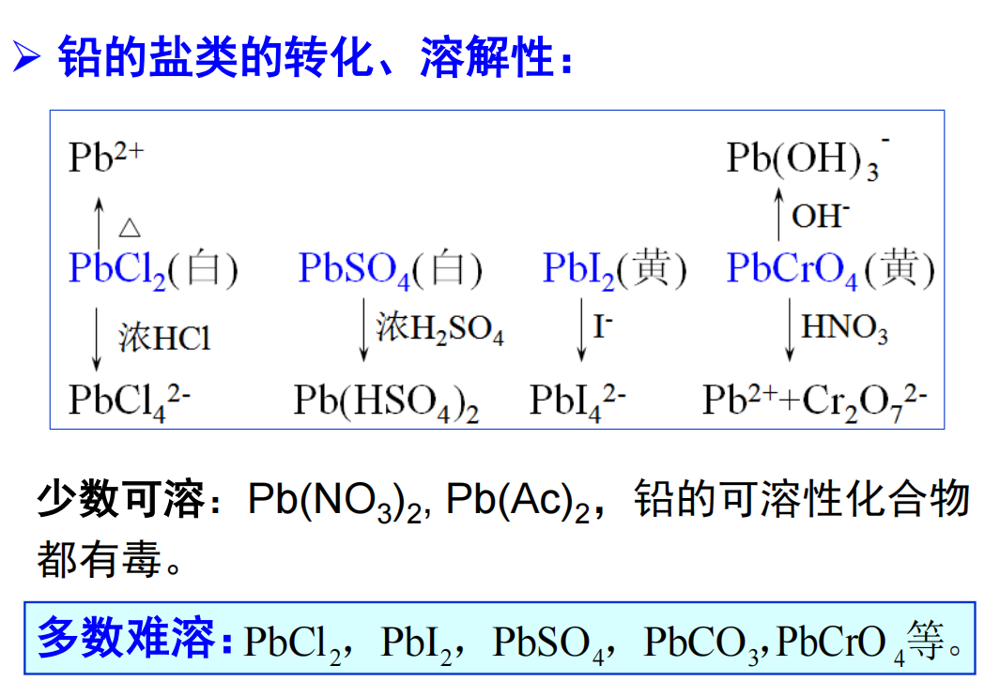 ➢ 铅的盐类的转化、溶解性：
Pb²⁺ Pb(OH)₃⁻
△ OH⁻
PbCl₂(白) PbSO₄(白) PbI₂(黄) PbCrO₄(黄)
浓HCl 浓H₂SO₄ I⁻ HNO₃
PbCl₄²⁻ Pb(HSO₄)₂ PbI₄²⁻ Pb²⁺+Cr₂O₇²⁻
少数可溶：Pb(NO₃)₂, Pb(Ac)₂，铅的可溶性化合物
都有毒。
多数难溶：PbCl₂，PbI₂，PbSO₄，PbCO₃,PbCrO₄等。